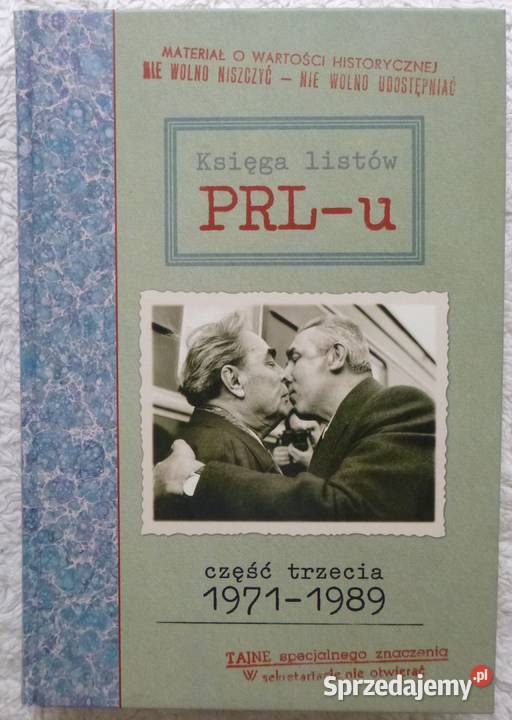 MATERIAŁ O WARTOŚCI HISTORYCZNEJ
NIE WOLNO NISZCZYĆ — NIE WOLNO UDOSTĘPNIAĆ
Księga listów
PRL-u
część trzecia
1971-1989
TAJNE specjalnego znaczenia
W sekretariacie nie otwierać
Sprzedajemy.pl